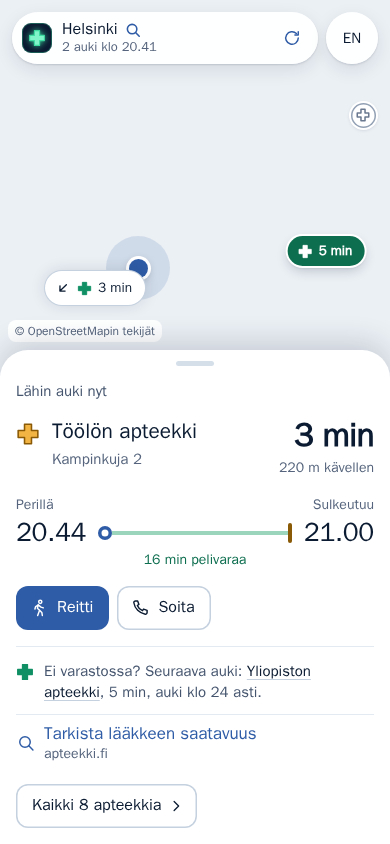 Helsinki
2 auki klo 20.41
EN
5 min
3 min
© OpenStreetMapin tekijät
Lähin auki nyt
Töölön apteekki
3 min
Kampinkuja 2
220 m kävellen
Perillä
Sulkeutuu
20.44
21.00
16 min pelivaraa
Reitti
Soita
Ei varastossa? Seuraava auki: Yliopiston
apteekki, 5 min, auki klo 24 asti.
Tarkista lääkkeen saatavuus
apteekki.fi
Kaikki 8 apteekkia